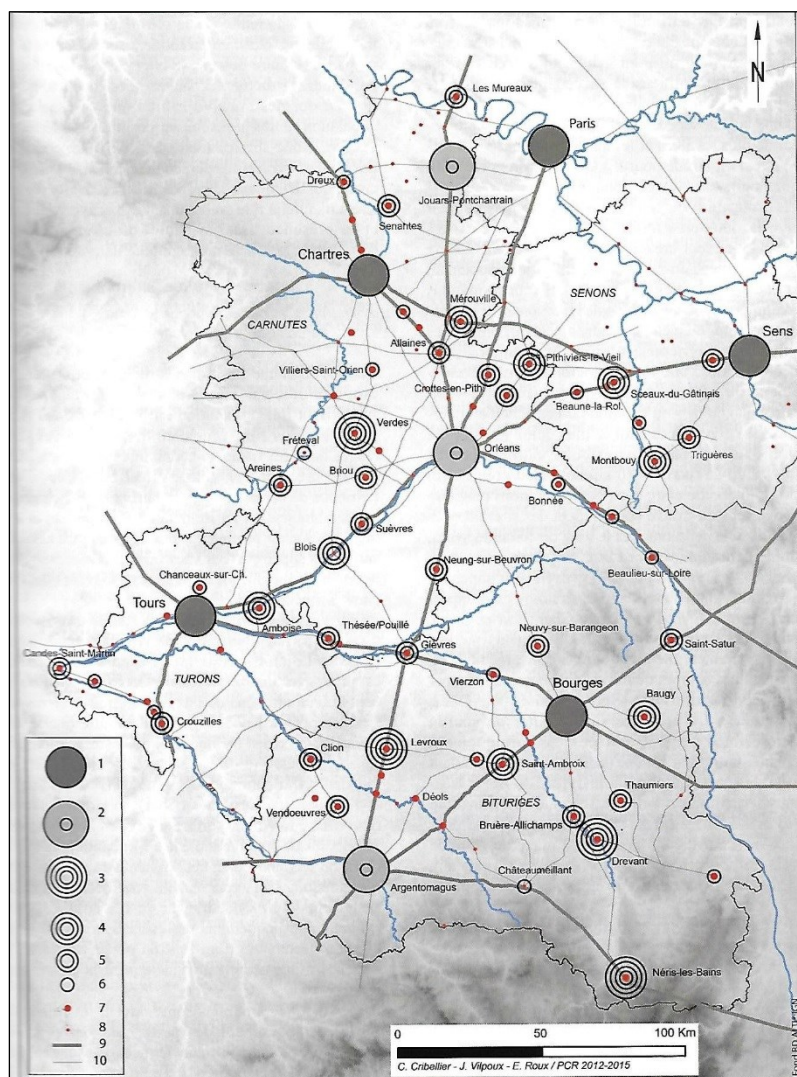 N
Les Mureaux
Paris
Jouars-Pontchartrain
Dreux
Senantes
Chartres
SENONS
Mérouville
CARNUTES
Sens
Allaines
Pithiviers-le-Vieil
Villiers-Saint-Orien
Crottes-en-Pith.
Sceaux-du-Gâtinais
Beaune-la-Rol.
Verdes
Triguères
Fréteval
Orléans
Montbouy
Areines
Briou
Bonnée
Suèvres
Blois
Beaulieu-sur-Loire
Neung-sur-Beuvron
Chanceaux-sur-Ch.
Tours
Amboise
Thésée/Pouillé
Neuvy-sur-Barangeon
Saint-Satur
Gièvres
Candes-Saint-Martin
Vierzon
TURONS
Bourges
Baugy
Crouzilles
Levroux
Clion
Saint-Ambroix
Thaumiers
Déols
BITURIGES
Vendoeuvres
Bruère-Allichamps
Drevant
Châteaumeillant
Argentomagus
Néris-les-Bains
1
2
3
4
5
6
7
8
9
10
0 50 100 Km
C. Cribellier - J. Vilpoux - E. Roux / PCR 2012-2015